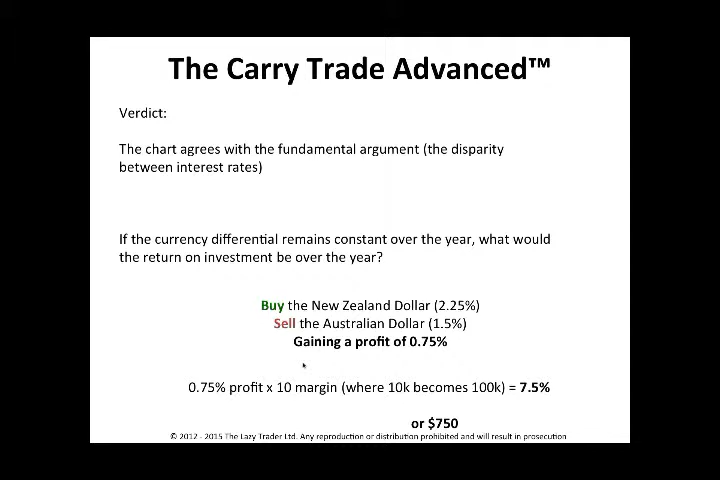 The Carry Trade Advanced™
Verdict:
The chart agrees with the fundamental argument (the disparity
between interest rates)
If the currency differential remains constant over the year, what would
the return on investment be over the year?
Buy the New Zealand Dollar (2.25%)
Sell the Australian Dollar (1.5%)
Gaining a profit of 0.75%
0.75% profit x 10 margin (where 10k becomes 100k) = 7.5%
or $750
© 2012 - 2015 The Lazy Trader Ltd. Any reproduction or distribution prohibited and will result in prosecution